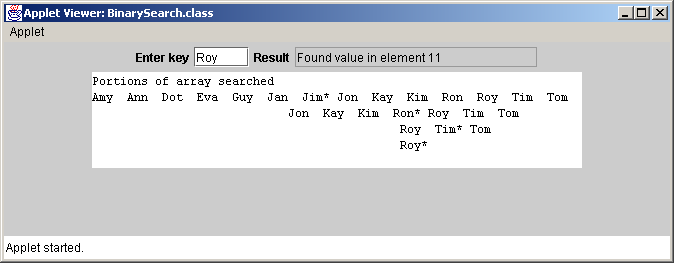 Applet Viewer: BinarySearch.class
Applet
Enter key Roy Result Found value in element 11
Portions of array searched
Amy Ann Dot Eva Guy Jan Jim* Jon Kay Kim Ron Roy Tim Tom
Jon Kay Kim Ron* Roy Tim Tom
Roy Tim* Tom
Roy*
Applet started.